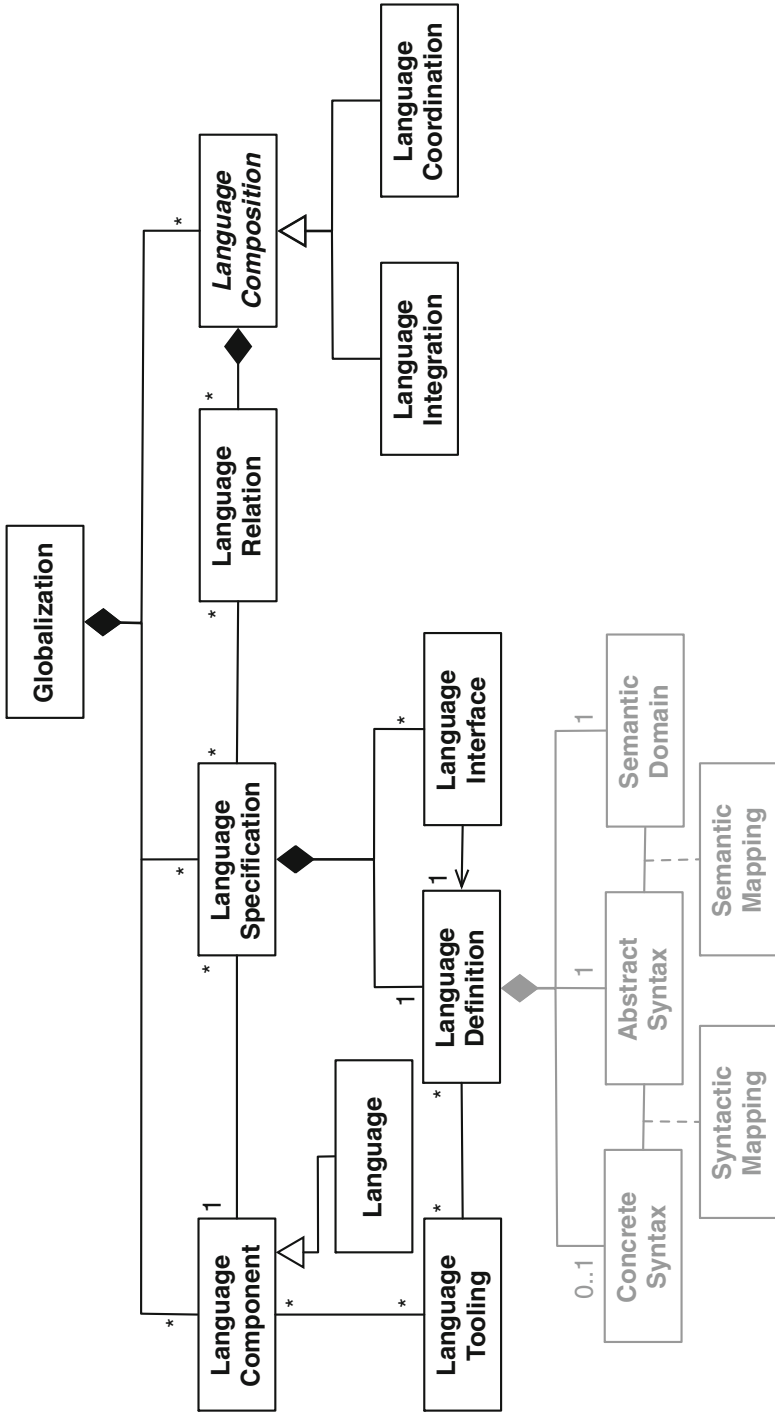 Globalization
*
*
*
Language
Component
1
*
Language
Specification
*
*
Language
Relation
*
Language
Composition
*
*
Language
1
*
Language
Integration
Language
Coordination
Language
Tooling
*
*
Language
Definition
1
Language
Interface
0..1
1
1
Concrete
Syntax
Abstract
Syntax
Semantic
Domain
Syntactic
Mapping
Semantic
Mapping